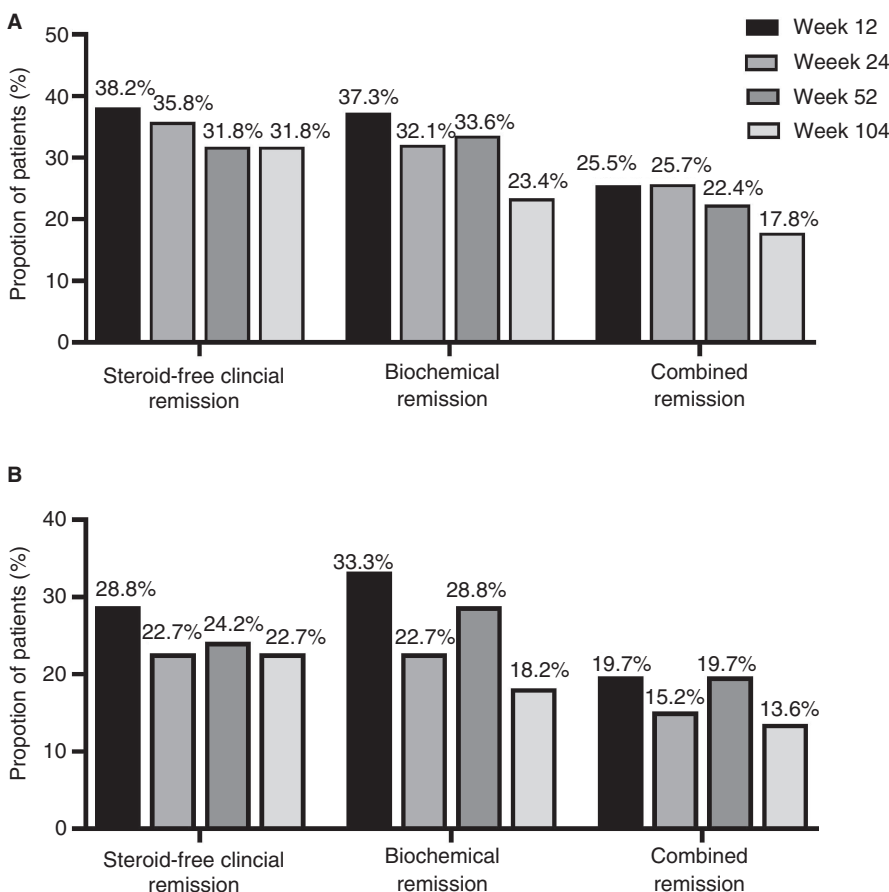 A
Propotion of patients (%)
50
40
30
20
10
0
38.2%
35.8%
31.8%
31.8%
37.3%
32.1%
33.6%
23.4%
25.5%
25.7%
22.4%
17.8%
Week 12
Weeek 24
Week 52
Week 104
Steroid-free clincial
remission
Biochemical
remission
Combined
remission
B
Propotion of patients (%)
40
30
20
10
0
28.8%
22.7%
24.2%
22.7%
33.3%
22.7%
28.8%
18.2%
19.7%
15.2%
19.7%
13.6%
Steroid-free clincial
remission
Biochemical
remission
Combined
remission